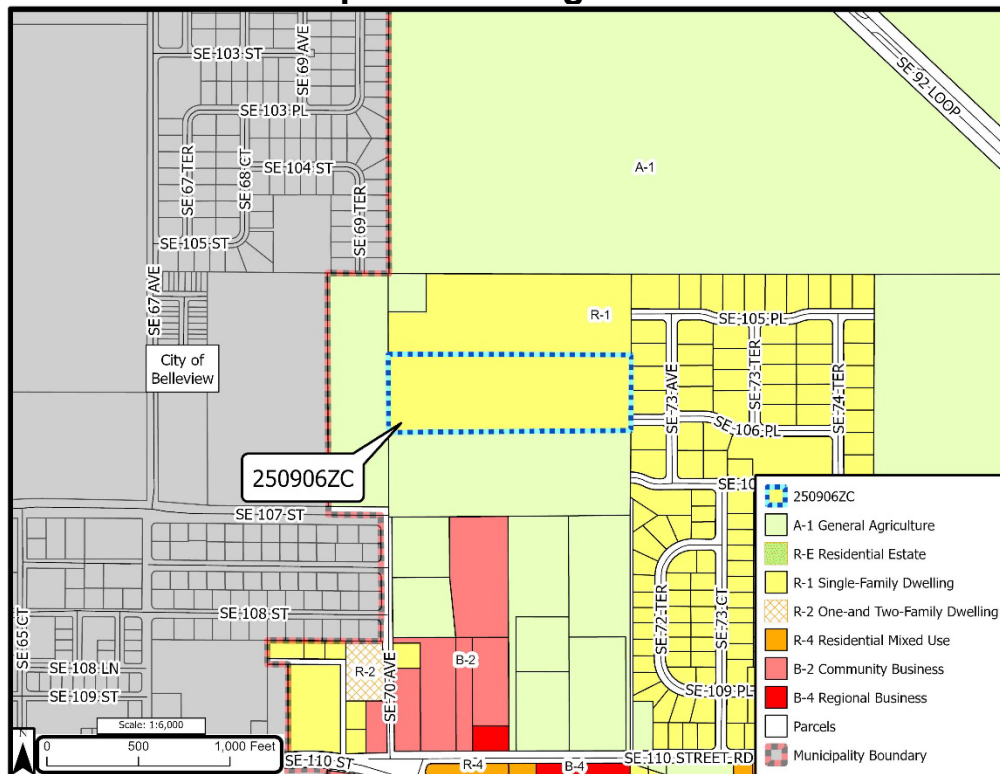 SE 103 ST
SE 69 AVE
SE 92 LOOP
SE 103 PL
SE 67 TER
SE 68 CT
SE 104 ST
A-1
SE 69 TER
SE 105 ST
SE 67 AVE
R-1
SE 105 PL
City of
Belleview
SE 73 AVE
SE 73 TER
SE 74 TER
SE 106 PL
250906ZC
SE 107 ST
SE 108 ST
SE 65 CT
SE 72 TER
SE 73 CT
SE 108 LN
SE 109 ST
R-2
SE 70 AVE
B-2
SE 109 PL
Scale: 1:6,000
N
0 500 1,000 Feet
SE 110 ST
R-4
B-4
SE 110 STREET RD
250906ZC
A-1 General Agriculture
R-E Residential Estate
R-1 Single-Family Dwelling
R-2 One-and Two-Family Dwelling
R-4 Residential Mixed Use
B-2 Community Business
B-4 Regional Business
Parcels
Municipality Boundary